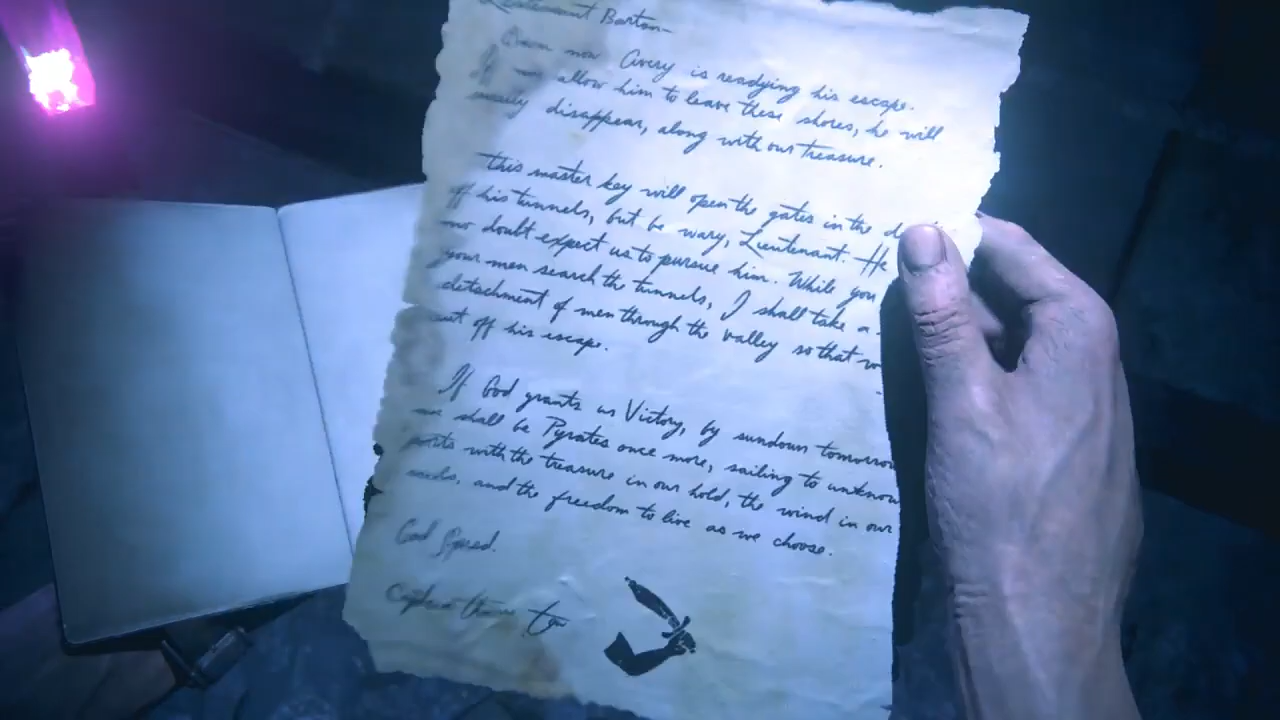 Lieutenant Barton-
Even now Avery is readying his escape.
If we allow him to leave these shores, he will
easily disappear, along with our treasure.
This master key will open the gates in the
off his tunnels, but be wary, Lieutenant. He
no doubt expect us to pursue him. While you
your men search the tunnels, I shall take a
detachment of men through the valley so that
cut off his escape.
If God grants us Victory, by sundown tomorrow
we shall be Pyrates once more, sailing to unknown
ports with the treasure in our hold, the wind in our
and the freedom to live as we choose.
God Speed.
Captain Thomas Tew